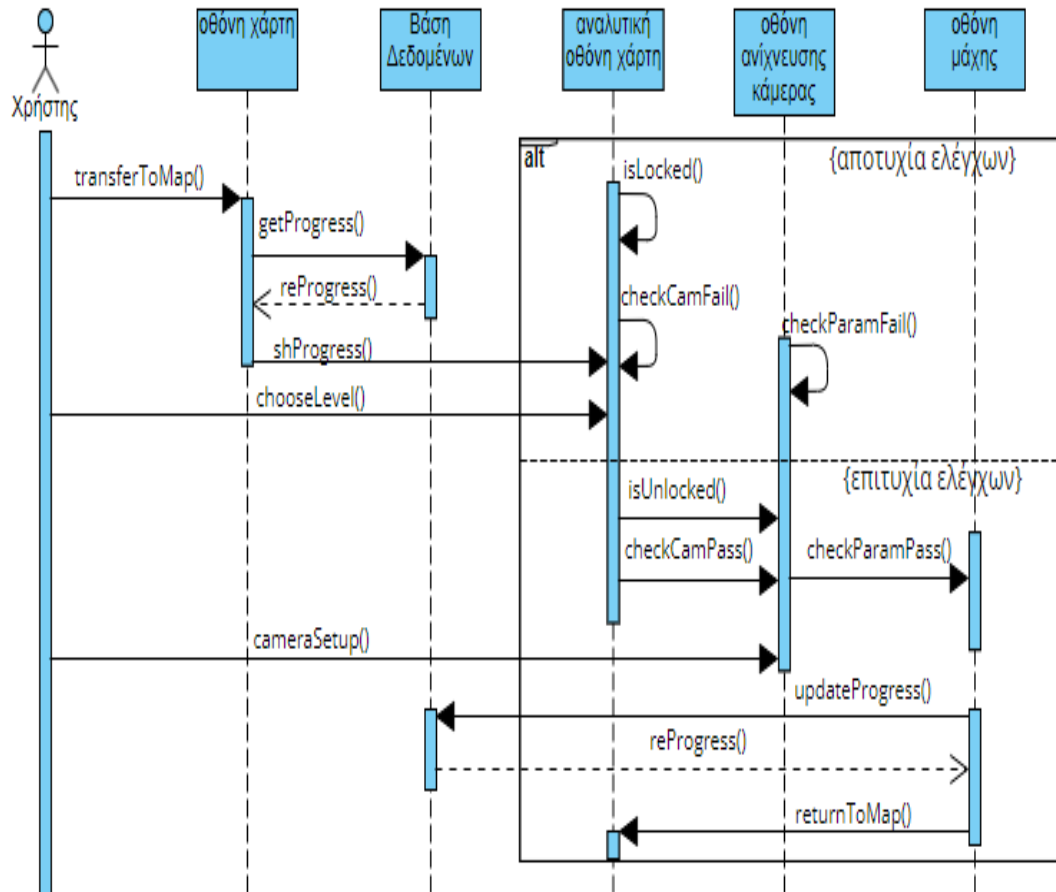 οθόνη χάρτη
Βάση
Δεδομένων
αναλυτική
οθόνη χάρτη
οθόνη
ανίχνευσης
κάμερας
οθόνη
μάχης
Χρήστης
alt
{αποτυχία ελέγχων}
isLocked()
transferToMap()
getProgress()
reProgress()
checkCamFail()
checkParamFail()
shProgress()
chooseLevel()
{επιτυχία ελέγχων}
isUnlocked()
checkCamPass()
checkParamPass()
cameraSetup()
updateProgress()
reProgress()
returnToMap()